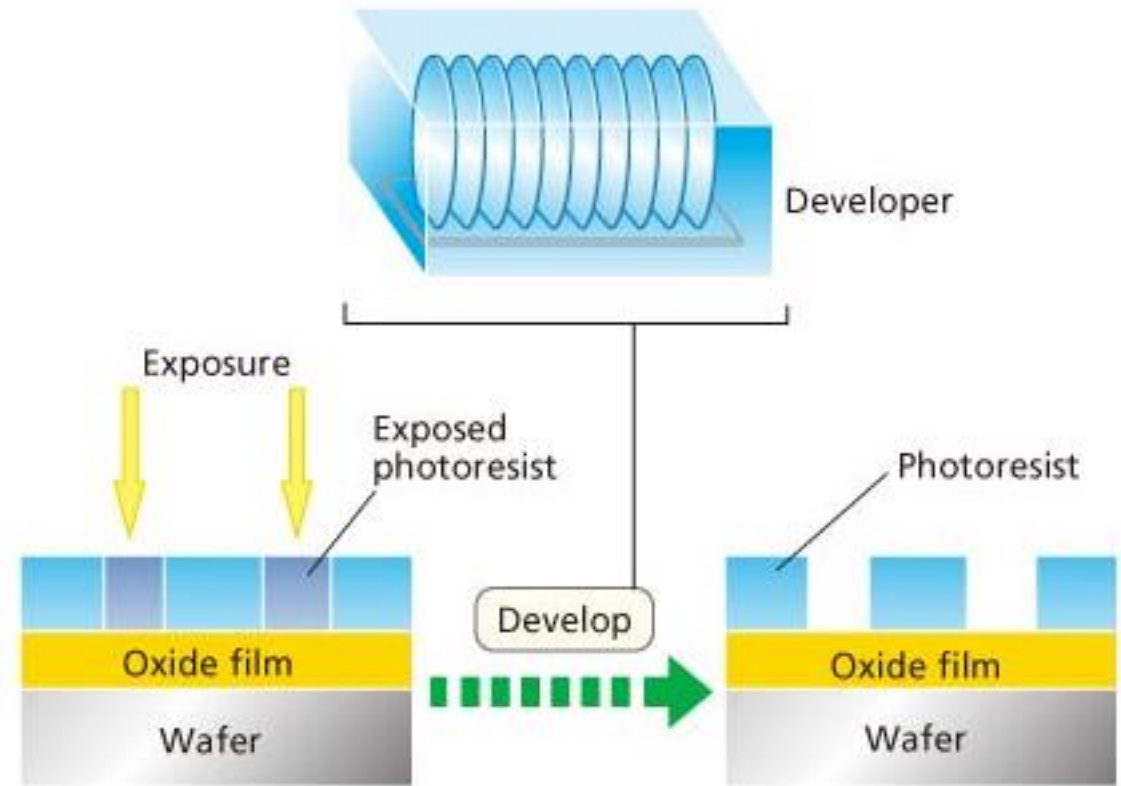 Developer
Exposure
Exposed
photoresist
Photoresist
Develop
Oxide film
Wafer
Oxide film
Wafer